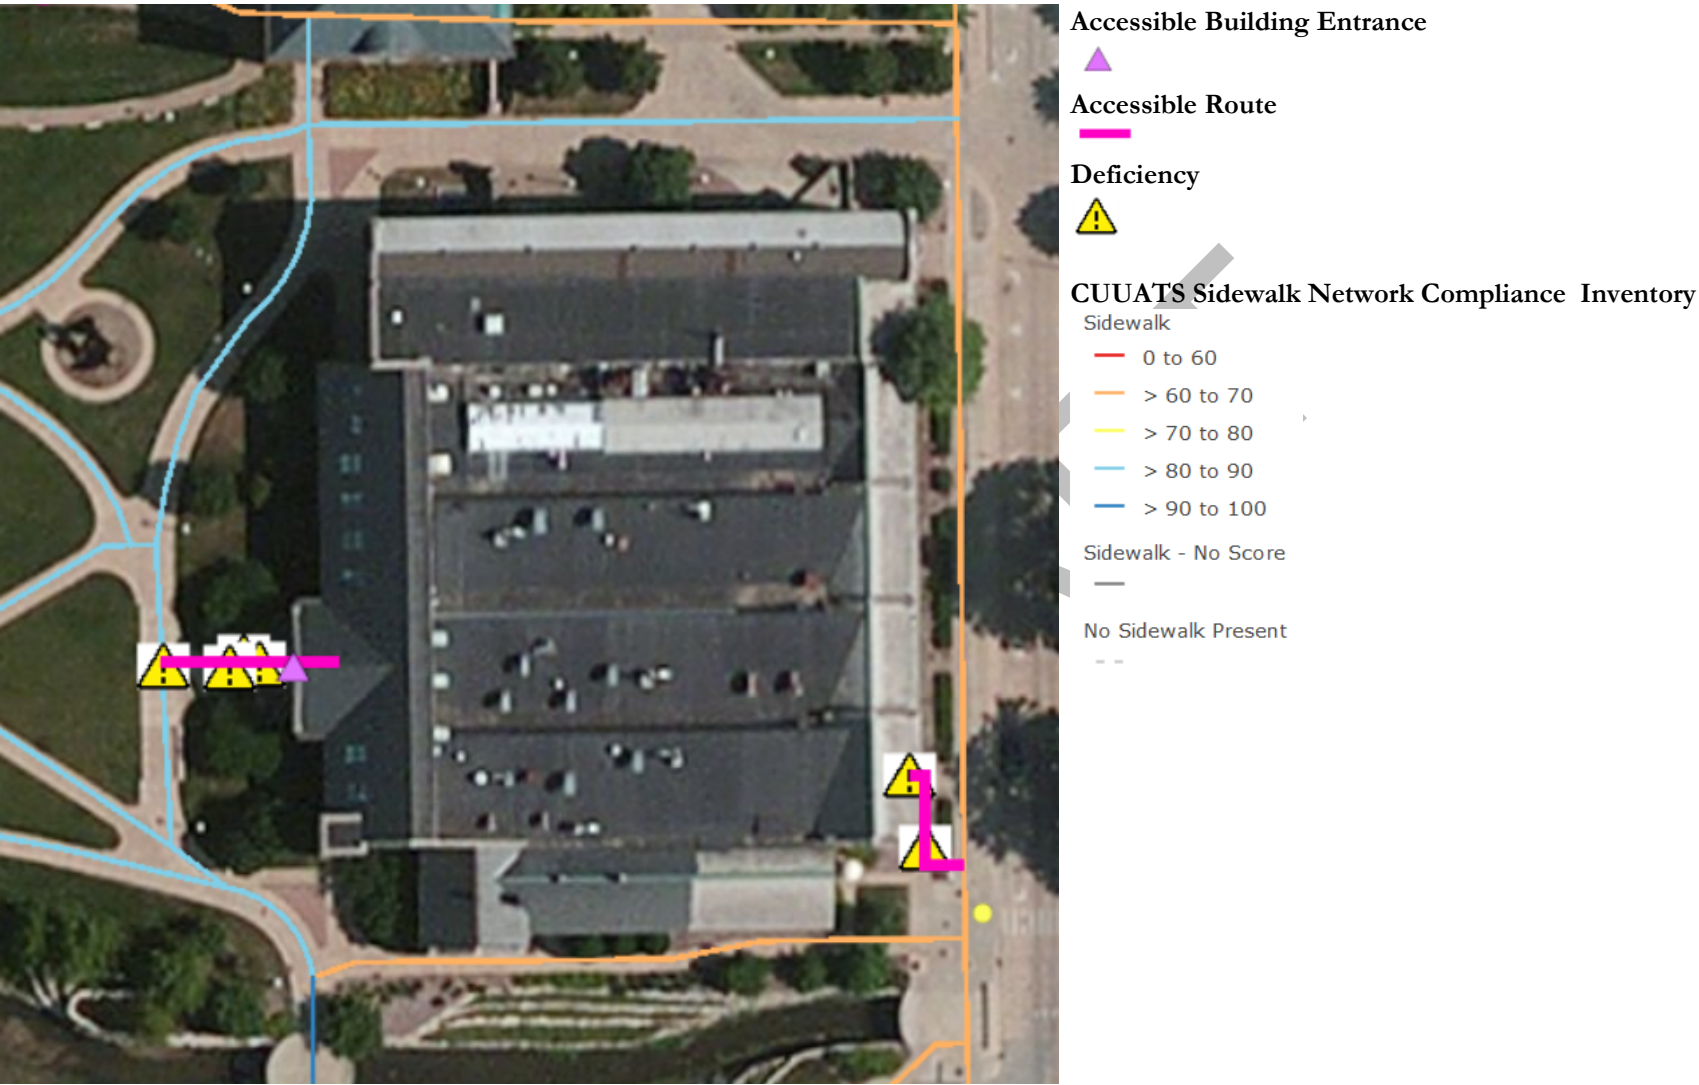 Accessible Building Entrance
Accessible Route
Deficiency
CUUATS Sidewalk Network Compliance  Inventory
Sidewalk
0 to 60
> 60 to 70
> 70 to 80
> 80 to 90
> 90 to 100
Sidewalk - No Score
No Sidewalk Present